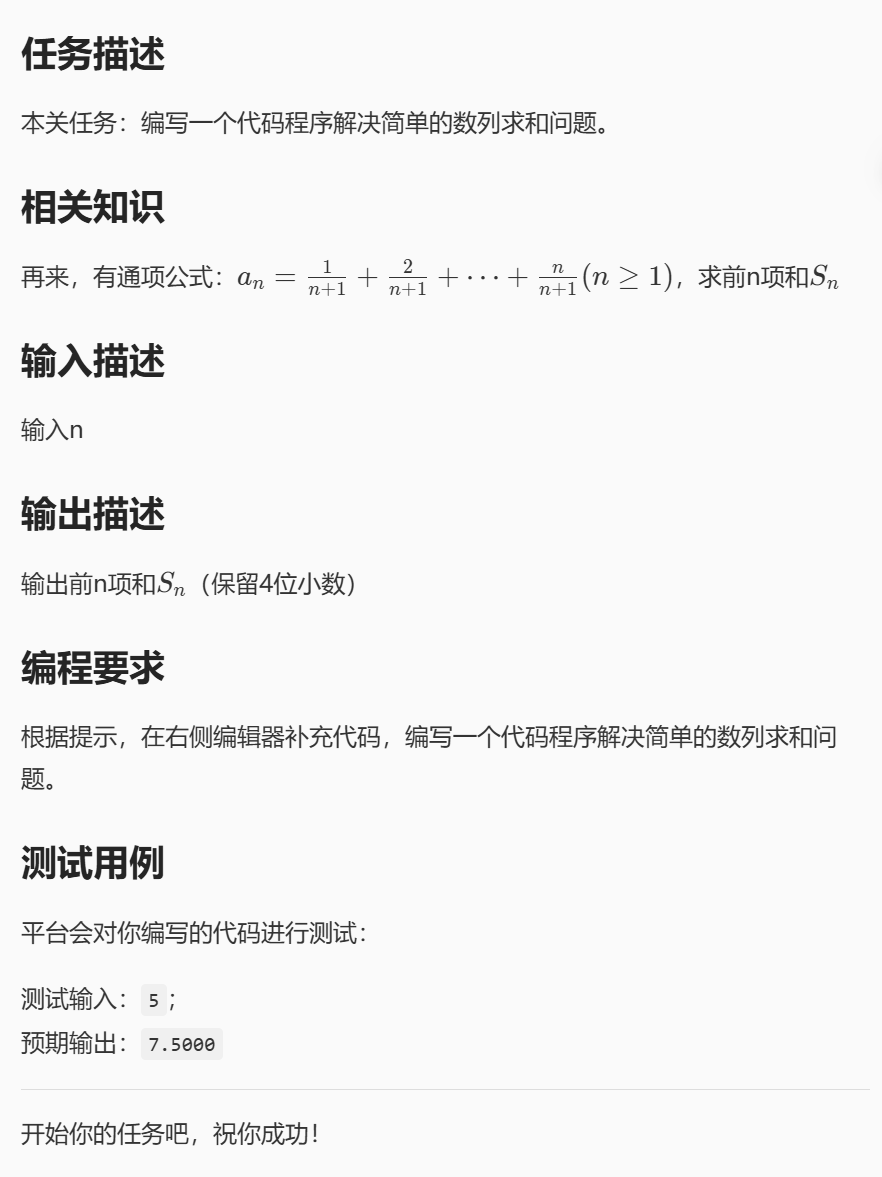 任务描述
本关任务：编写一个代码程序解决简单的数列求和问题。
相关知识
再来，有通项公式：$a_n = \frac{1}{n+1} + \frac{2}{n+1} + \cdots + \frac{n}{n+1}(n \geq 1)$，求前n项和$S_n$
输入描述
输入n
输出描述
输出前n项和$S_n$（保留4位小数）
编程要求
根据提示，在右侧编辑器补充代码，编写一个代码程序解决简单的数列求和问
题。
测试用例
平台会对你编写的代码进行测试：
测试输入：5；
预期输出：7.5000
开始你的任务吧，祝你成功！